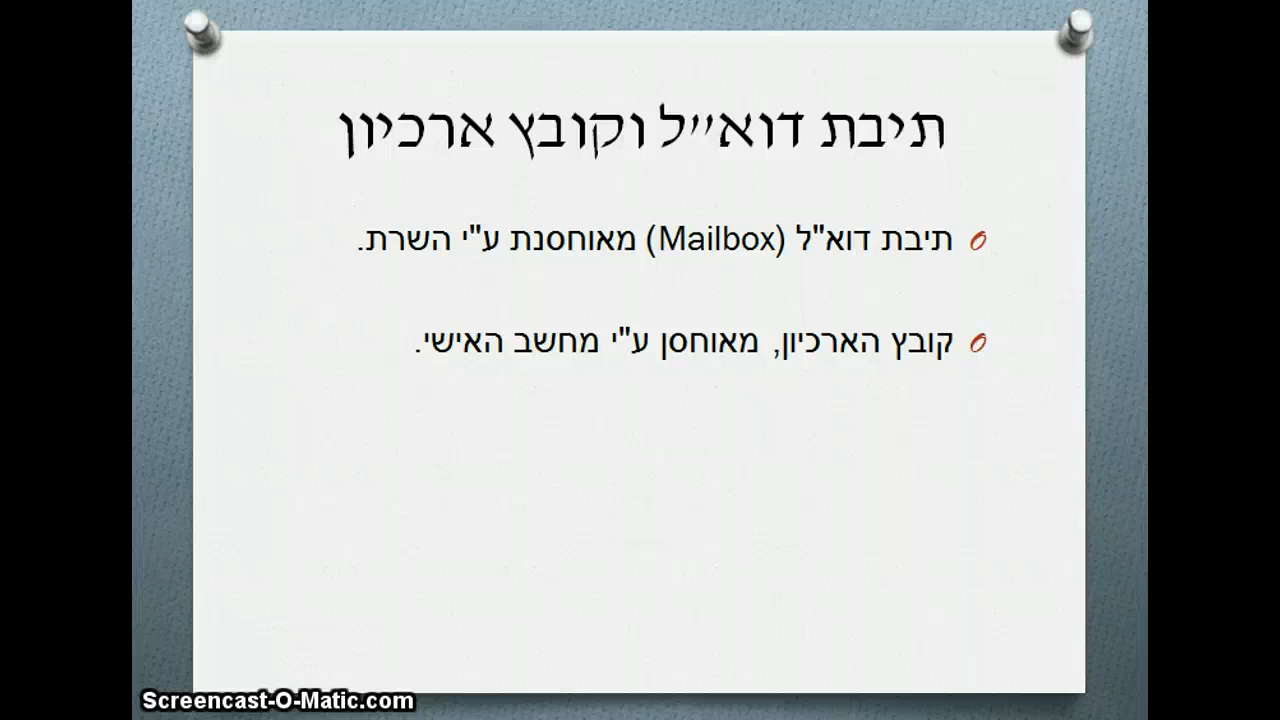 תיבת דוא״ל וקובץ ארכיון
תיבת דוא"ל (Mailbox) מאוחסנת ע"י השרת.
קובץ הארכיון, מאוחסן ע"י מחשב האישי.
Screencast-O-Matic.com